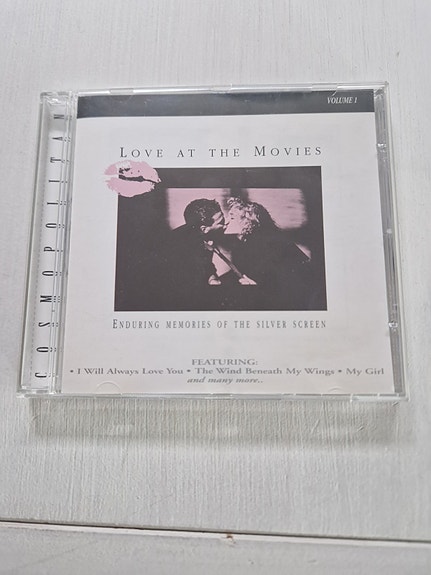 VOLUME 1
COSMOPOLITAN
LOVE AT THE MOVIES
ENDURING MEMORIES OF THE SILVER SCREEN
FEATURING:
• I Will Always Love You • The Wind Beneath My Wings • My Girl
and many more..